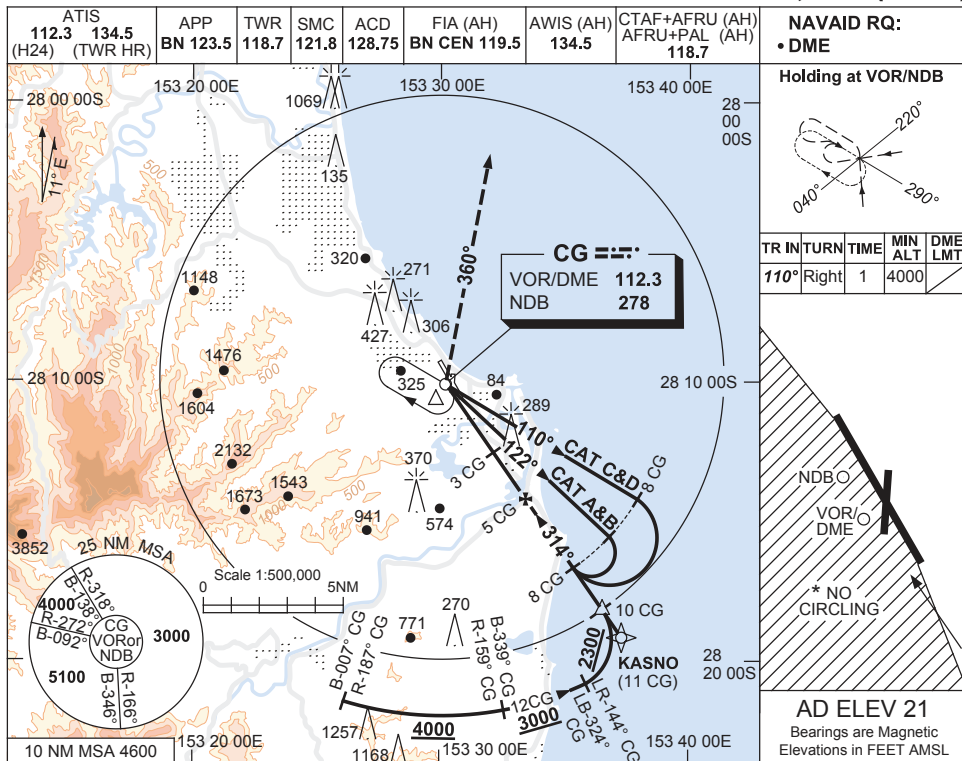 ATIS
112.3 134.5
(H24) (TWR HR)
APP
BN 123.5
TWR
118.7
SMC
121.8
ACD
128.75
FIA (AH)
BN CEN 119.5
AWIS (AH)
134.5
CTAF+AFRU (AH)
AFRU+PAL (AH)
118.7
NAVAID RQ:
• DME
Holding at VOR/NDB
220°
040°
290°
TR IN TURN TIME MIN ALT DME LMT
110° Right 1 4000
28 00 00S
153 20 00E
153 30 00E
153 40 00E
28
00
00S
11° E
1069
135
500
1500
1000
360°
CG
VOR/DME 112.3
NDB 278
320
271
427
306
1148
500
1476
500
1604
28 10 00S
28
10 00S
325
84
289
110° CAT C&D
122° CAT A&B
8 CG
3 CG
5 CG
314°
8 CG
2132
1673
1543
1000
500
370
574
941
3852
10 CG
KASNO
(11 CG)
25 NM MSA
R-318°
B-138°
4000
R-272°
B-092°
CG
VORor
NDB
3000
5100
B-346°
R-166°
10 NM MSA 4600
Scale 1:500,000
0 5NM
771
270
B-007° CG
R-187° CG
B-339° CG
R-159° CG
12CG
2300
LR-144° CG
LB-324° CG
4000
3000
1257
1168
28
20 00S
153 20 00E
153 30 00E
153 40 00E
NDB
VOR/
DME
* NO
CIRCLING
AD ELEV 21
Bearings are Magnetic
Elevations in FEET AMSL